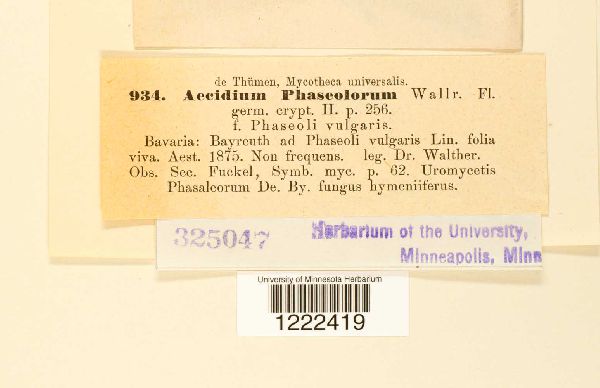 de Thümen, Mycotheca universalis.
934. Aecidium Phaseolorum Wallr. Fl.
germ. crypt. II. p. 256.
f. Phaseoli vulgaris.
Bavaria: Bayreuth ad Phaseoli vulgaris Lin. folia
viva. Aest. 1875. Non frequens. leg. Dr. Walther.
Obs. Sec. Fuckel, Symb. myc. p. 62. Uromycetis
Phasalcorum De. By. fungus hymeniiferus.
325047 Herbarium of the University,
Minneapolis, Minn
University of Minnesota Herbarium
1222419